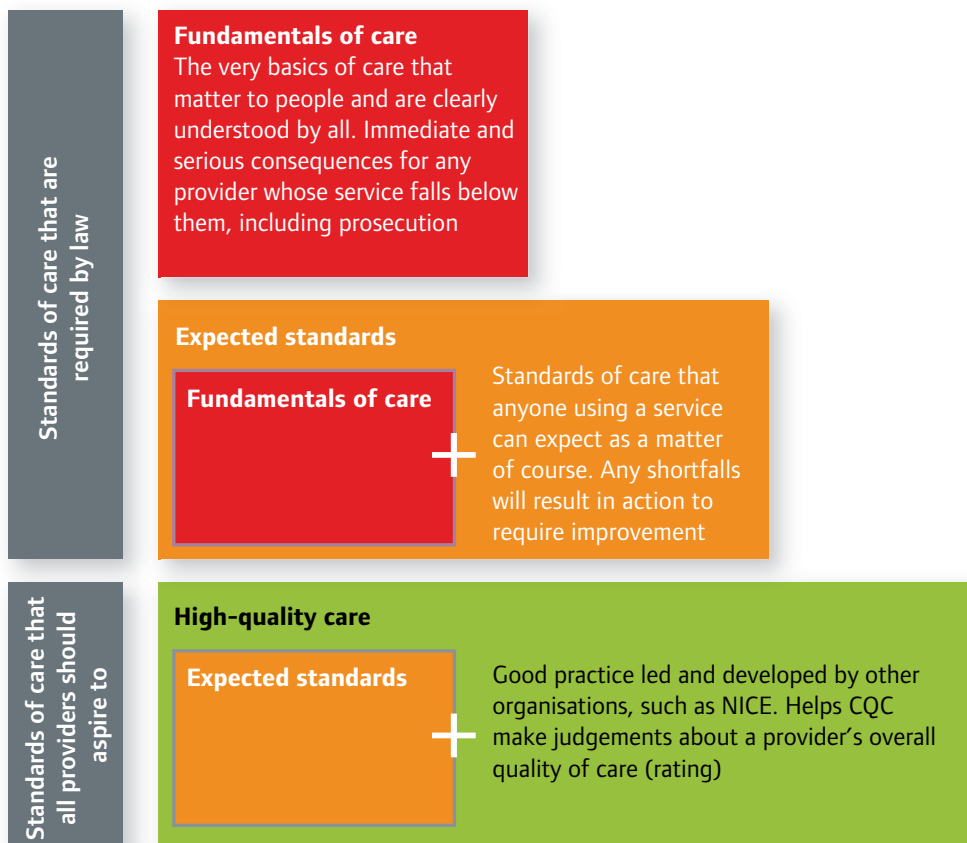 Standards of care that are
required by law
Fundamentals of care
The very basics of care that
matter to people and are clearly
understood by all. Immediate and
serious consequences for any
provider whose service falls below
them, including prosecution
Expected standards
Fundamentals of care
+
Standards of care that
anyone using a service
can expect as a matter
of course. Any shortfalls
will result in action to
require improvement
Standards of care that
all providers should
aspire to
High-quality care
Expected standards
+
Good practice led and developed by other
organisations, such as NICE. Helps CQC
make judgements about a provider’s overall
quality of care (rating)